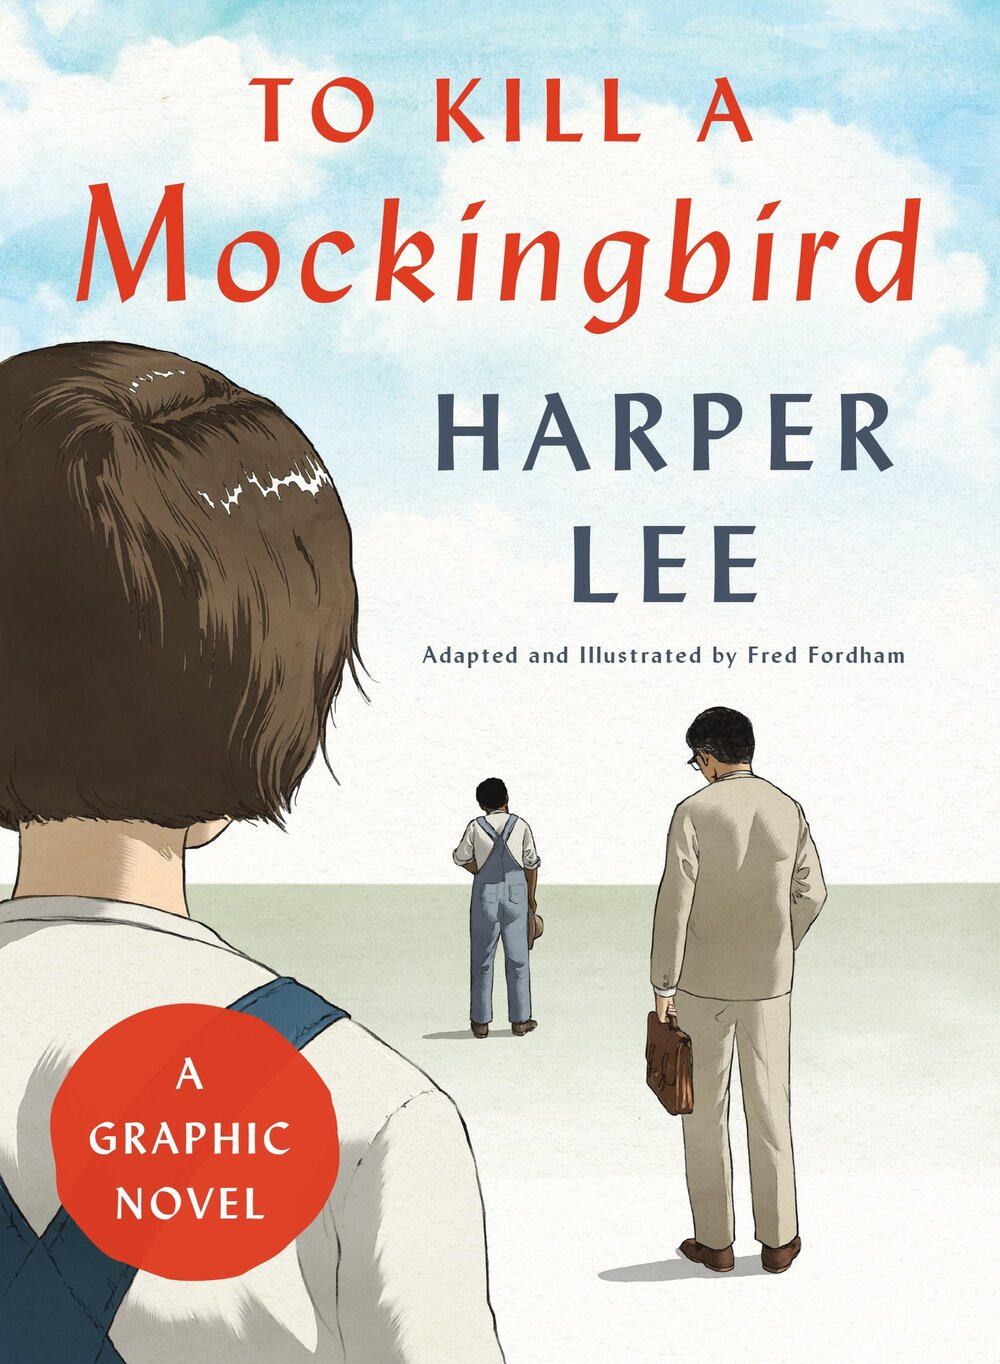 TO KILL A
Mockingbird
HARPER
LEE
Adapted and Illustrated by Fred Fordham
A
GRAPHIC
NOVEL